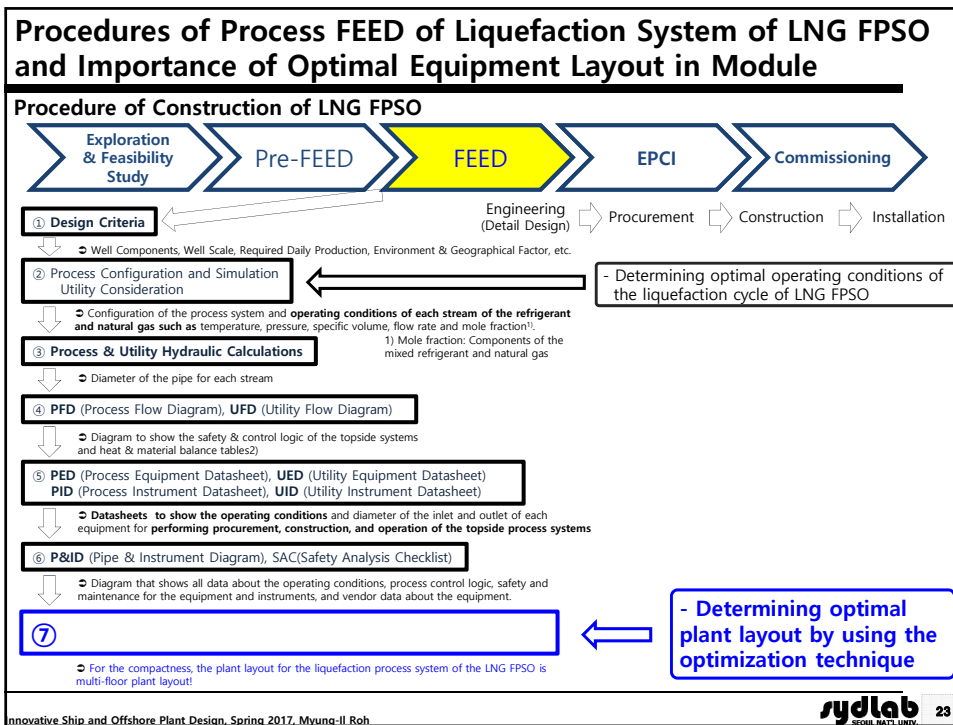 Procedures of Process FEED of Liquefaction System of LNG FPSO
and Importance of Optimal Equipment Layout in Module
Procedure of Construction of LNG FPSO
Exploration
& Feasibility
Study
Pre-FEED
FEED
EPCI
Commissioning
Engineering
(Detail Design)
Procurement
Construction
Installation
① Design Criteria
➲ Well Components, Well Scale, Required Daily Production, Environment & Geographical Factor, etc.
② Process Configuration and Simulation
Utility Consideration
- Determining optimal operating conditions of
the liquefaction cycle of LNG FPSO
➲ Configuration of the process system and operating conditions of each stream of the refrigerant
and natural gas such as temperature, pressure, specific volume, flow rate and mole fraction1).
1) Mole fraction: Components of the
mixed refrigerant and natural gas
③ Process & Utility Hydraulic Calculations
➲ Diameter of the pipe for each stream
④ PFD (Process Flow Diagram), UFD (Utility Flow Diagram)
➲ Diagram to show the safety & control logic of the topside systems
and heat & material balance tables2)
⑤ PED (Process Equipment Datasheet), UED (Utility Equipment Datasheet)
PID (Process Instrument Datasheet), UID (Utility Instrument Datasheet)
➲ Datasheets to show the operating conditions and diameter of the inlet and outlet of each
equipment for performing procurement, construction, and operation of the topside process systems
⑥ P&ID (Pipe & Instrument Diagram), SAC(Safety Analysis Checklist)
➲ Diagram that shows all data about the operating conditions, process control logic, safety and
maintenance for the equipment and instruments, and vendor data about the equipment.
⑦
- Determining optimal
plant layout by using the
optimization technique
➲ For the compactness, the plant layout for the liquefaction process system of the LNG FPSO is
multi-floor plant layout!
Innovative Ship and Offshore Plant Design, Spring 2017, Myung-Il Roh
sydlab
SEOUL NAT'L UNIV.
23